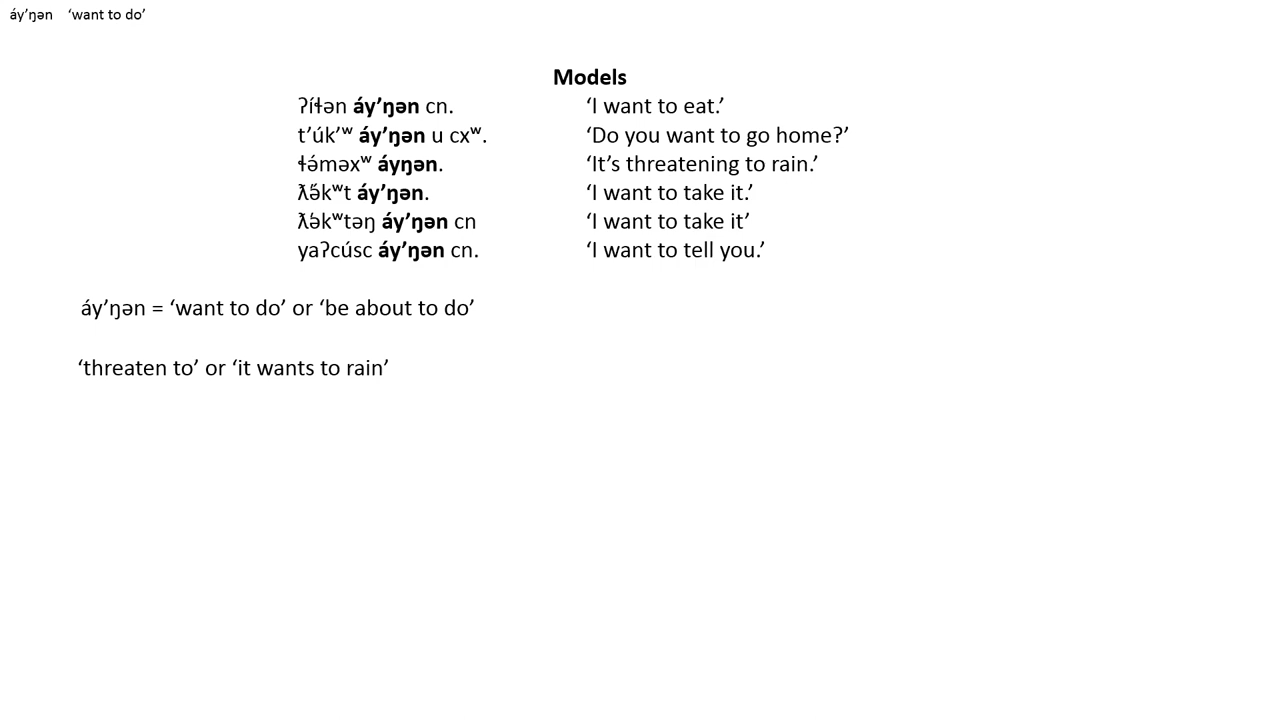 áy’ŋən ‘want to do’
Models
ʔíɬən áy’ŋən cn. ‘I want to eat.’
t’úk’ʷ áy’ŋən u cxʷ. ‘Do you want to go home?’
ɬə́məxʷ áyŋən. ‘It’s threatening to rain.’
ƛə̋kʷt áy’ŋən. ‘I want to take it.’
ƛə́kʷtəŋ áy’ŋən cn ‘I want to take it’
yaʔcúsc áy’ŋən cn. ‘I want to tell you.’
áy’ŋən = ‘want to do’ or ‘be about to do’
‘threaten to’ or ‘it wants to rain’